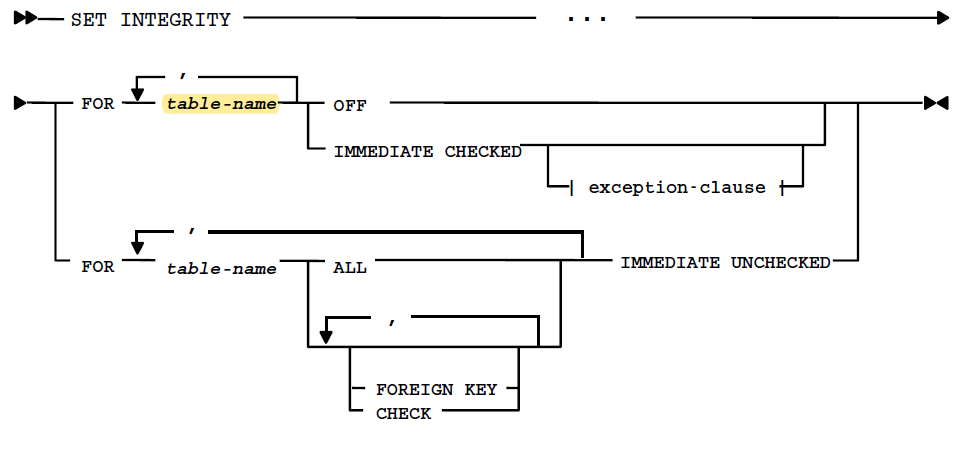 SET INTEGRITY ...
,
FOR table-name OFF
IMMEDIATE CHECKED
exception-clause
,
FOR table-name ALL IMMEDIATE UNCHECKED
,
FOREIGN KEY
CHECK